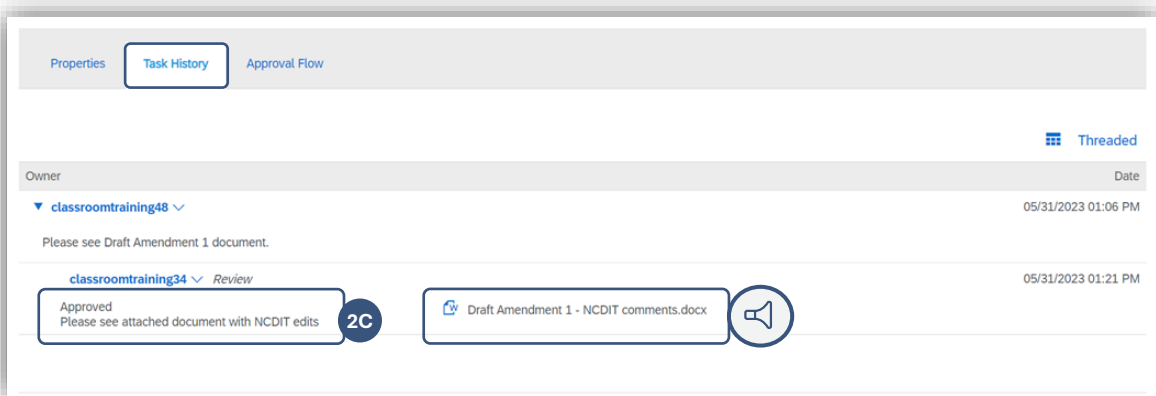 Properties Task History Approval Flow
Threaded
Owner Date
classroomtraining48 05/31/2023 01:06 PM
Please see Draft Amendment 1 document.
classroomtraining34 Review 05/31/2023 01:21 PM
Approved
Please see attached document with NCDIT edits
2C
Draft Amendment 1 - NCDIT comments.docx